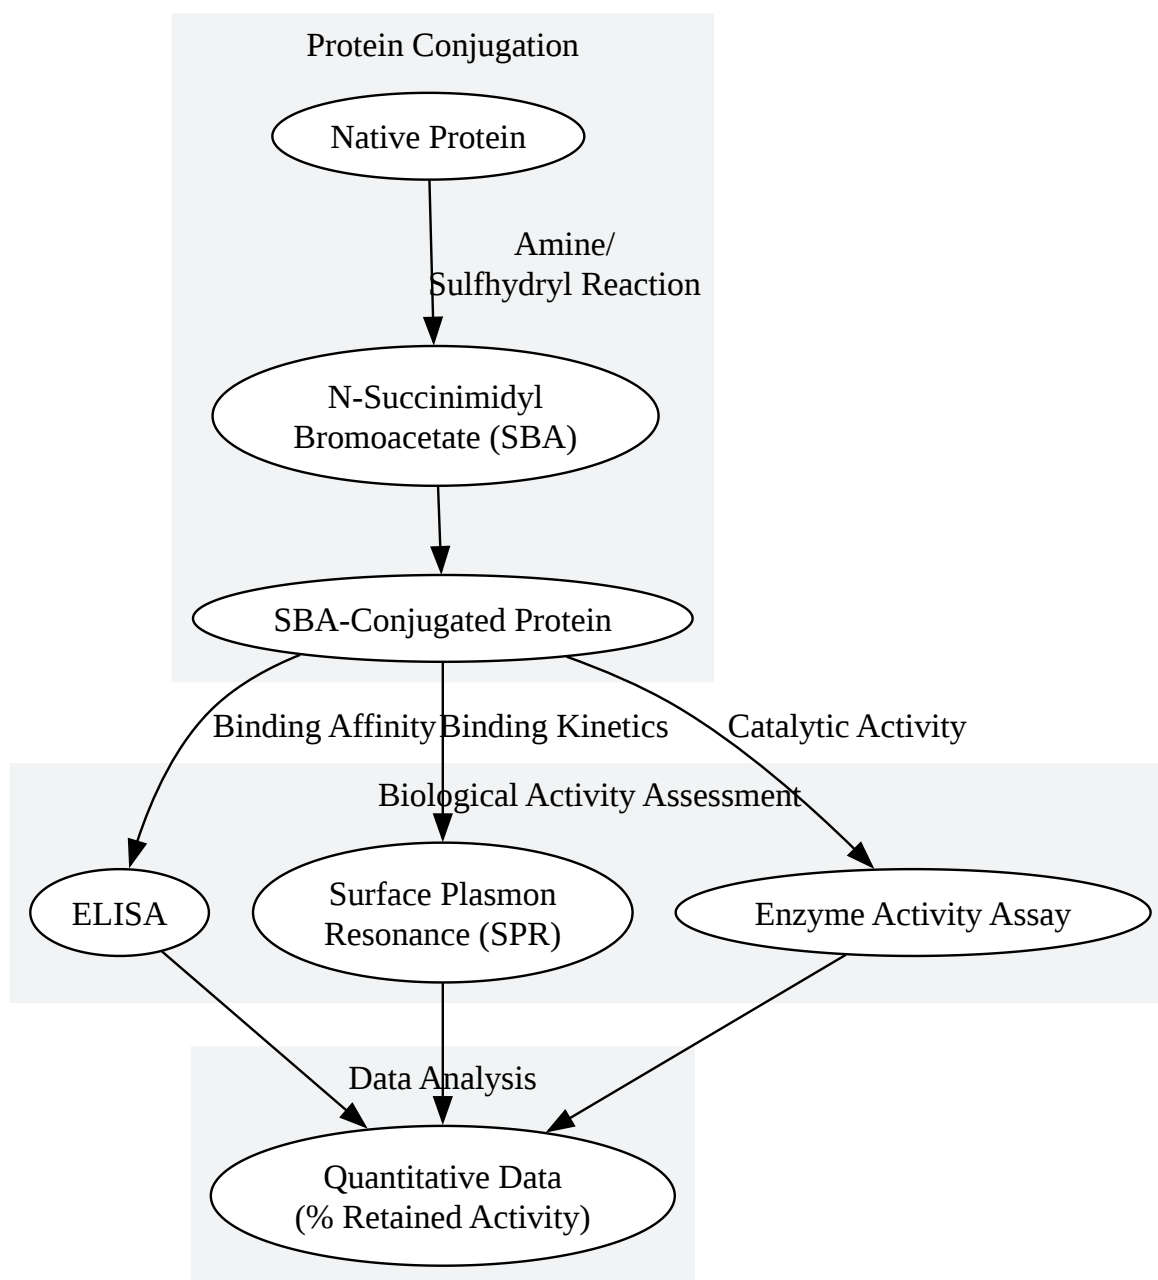 Protein Conjugation
Native Protein
Amine/
Sulfhydryl Reaction
N-Succinimidyl
Bromoacetate (SBA)
SBA-Conjugated Protein
Binding Affinity
Binding Kinetics
Catalytic Activity
Biological Activity Assessment
ELISA
Surface Plasmon
Resonance (SPR)
Enzyme Activity Assay
Data Analysis
Quantitative Data
(% Retained Activity)